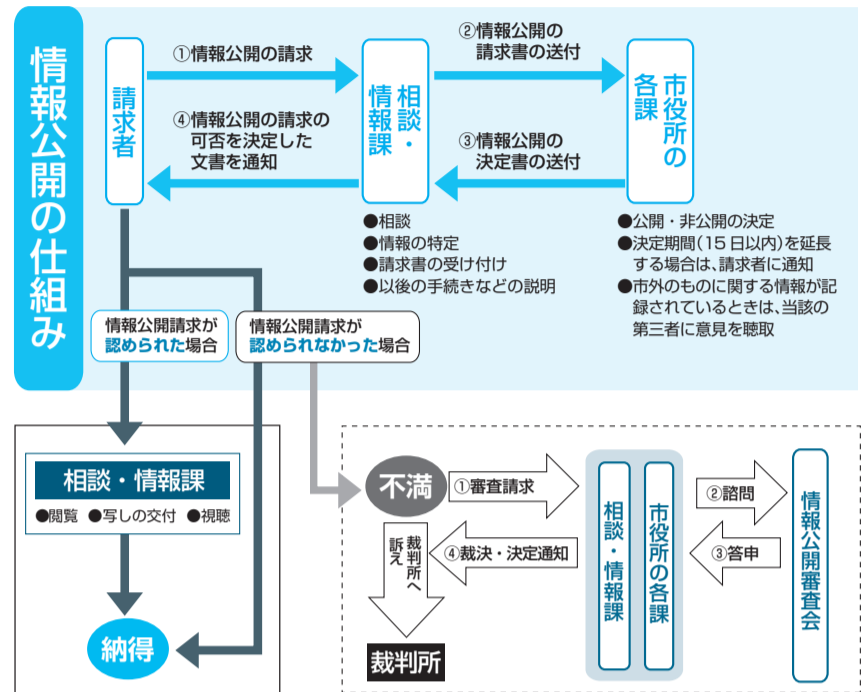 情報公開の仕組み
請求者
①情報公開の請求
④情報公開の請求の
可否を決定した
文書を通知
相談・
情報課
②情報公開の
請求書の送付
③情報公開の
決定書の送付
市役所の
各課
●相談
●情報の特定
●請求書の受け付け
●以後の手続きなどの説明
●公開・非公開の決定
●決定期間(15日以内)を延長
する場合は、請求者に通知
●市外のものに関する情報が記
録されているときは、当該の
第三者に意見を聴取
情報公開請求が
認められた場合
情報公開請求が
認められなかった場合
相談・情報課
●閲覧 ●写しの交付 ●視聴
納得
不満
①審査請求
④裁決・決定通知
裁判所へ
訴え
裁判所
相談・情報課
市役所の各課
②諮問
③答申
情報公開審査会